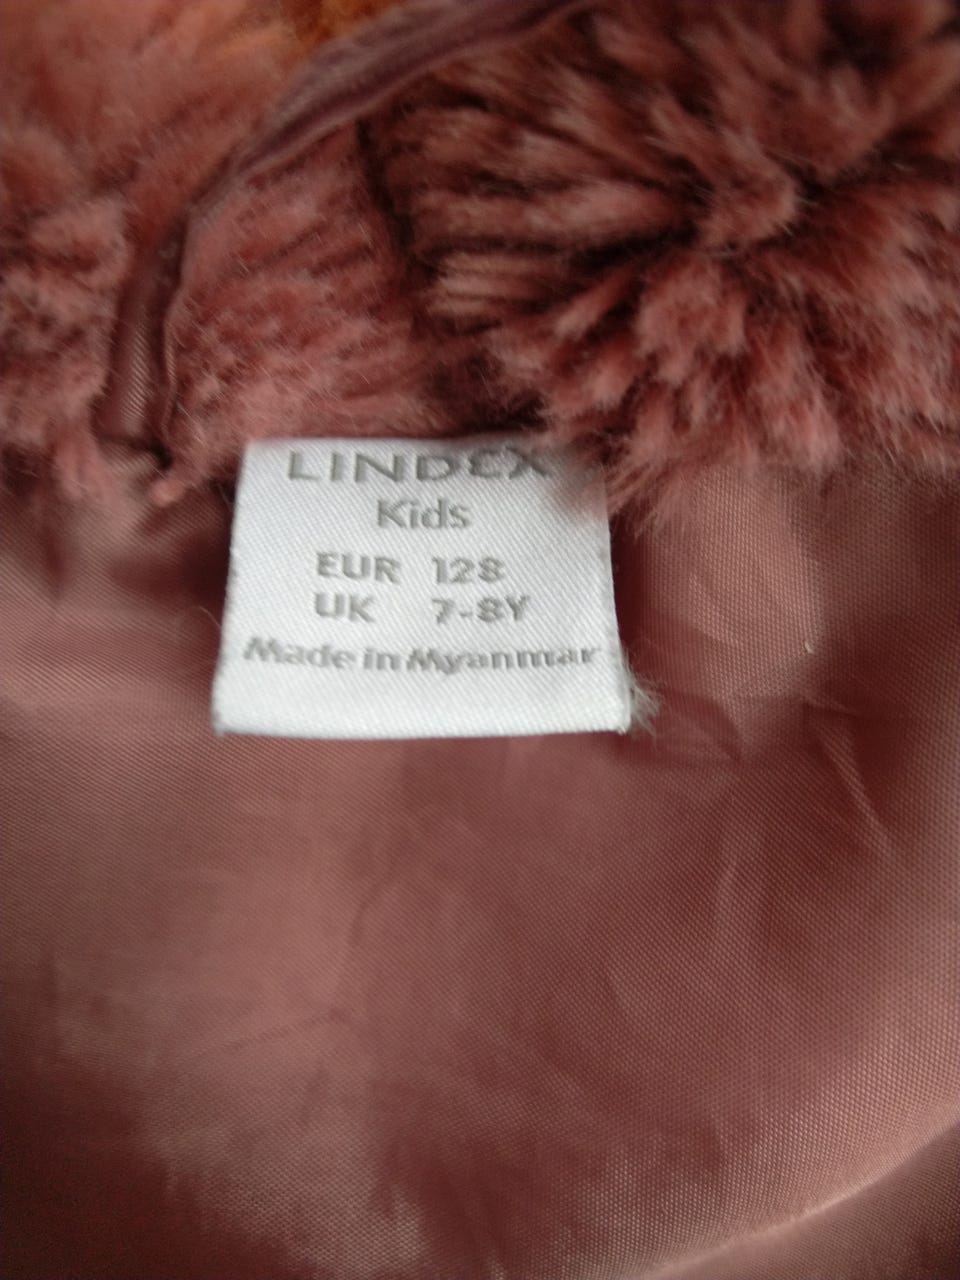 LINDEX
Kids
EUR 128
UK 7-8Y
Made in Myanmar